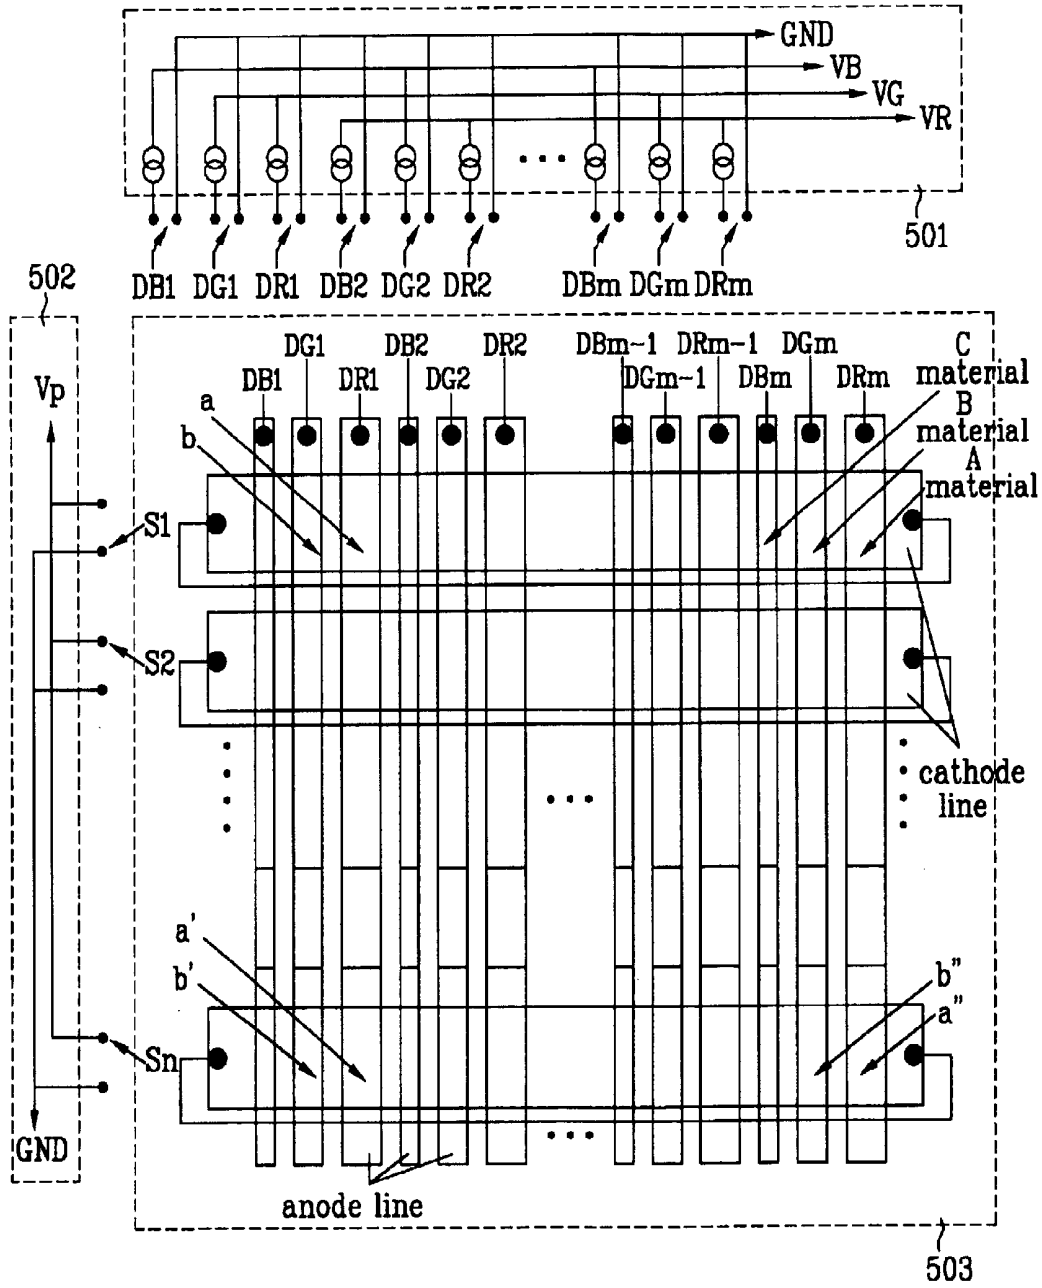 GND
VB
VG
VR
501
DB1 DG1 DR1 DB2 DG2 DR2 DBm DGm DRm
502
Vp
DG1 DB2 DR2 DBm-1 DRm-1 DGm
DB1 DR1 DG2 DGm-1 DBm DRm
C
material
B
material
A
material
a
b
S1
S2
cathode
line
a'
b'
b"
a"
Sn
GND
anode line
503